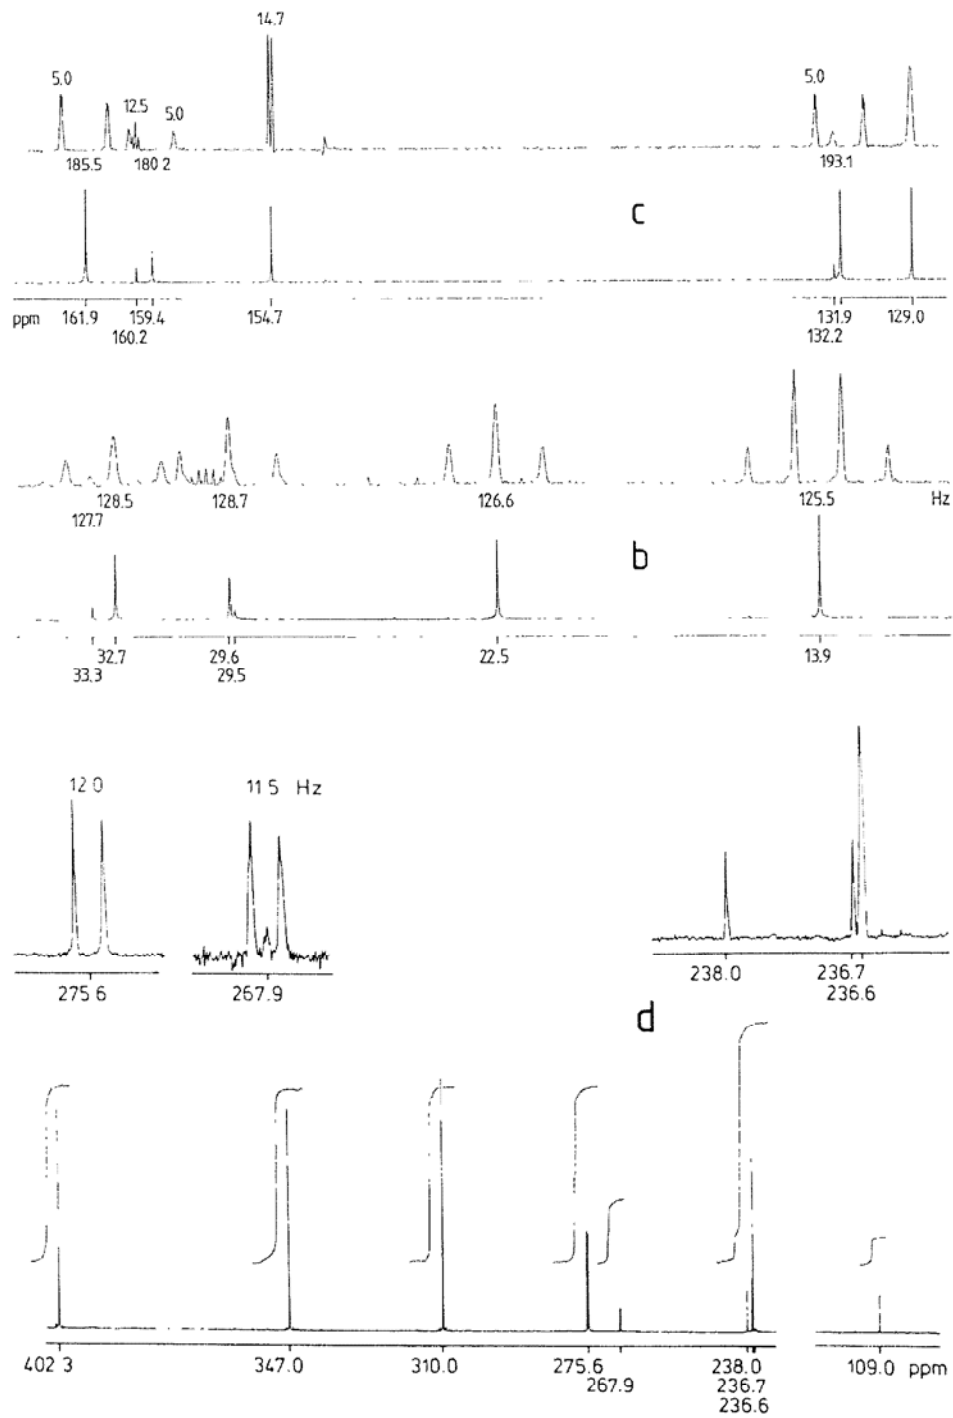 14.7
5.0 12.5 5.0 5.0
185.5 180.2 193.1
c
ppm 161.9 159.4 154.7 131.9 129.0
160.2 132.2
128.5 128.7 126.6 125.5 Hz
127.7
b
32.7 29.6 22.5 13.9
33.3 29.5
12.0 11.5 Hz
275.6 267.9 238.0 236.7
236.6
d
402.3 347.0 310.0 275.6 238.0 109.0 ppm
267.9 236.7
236.6